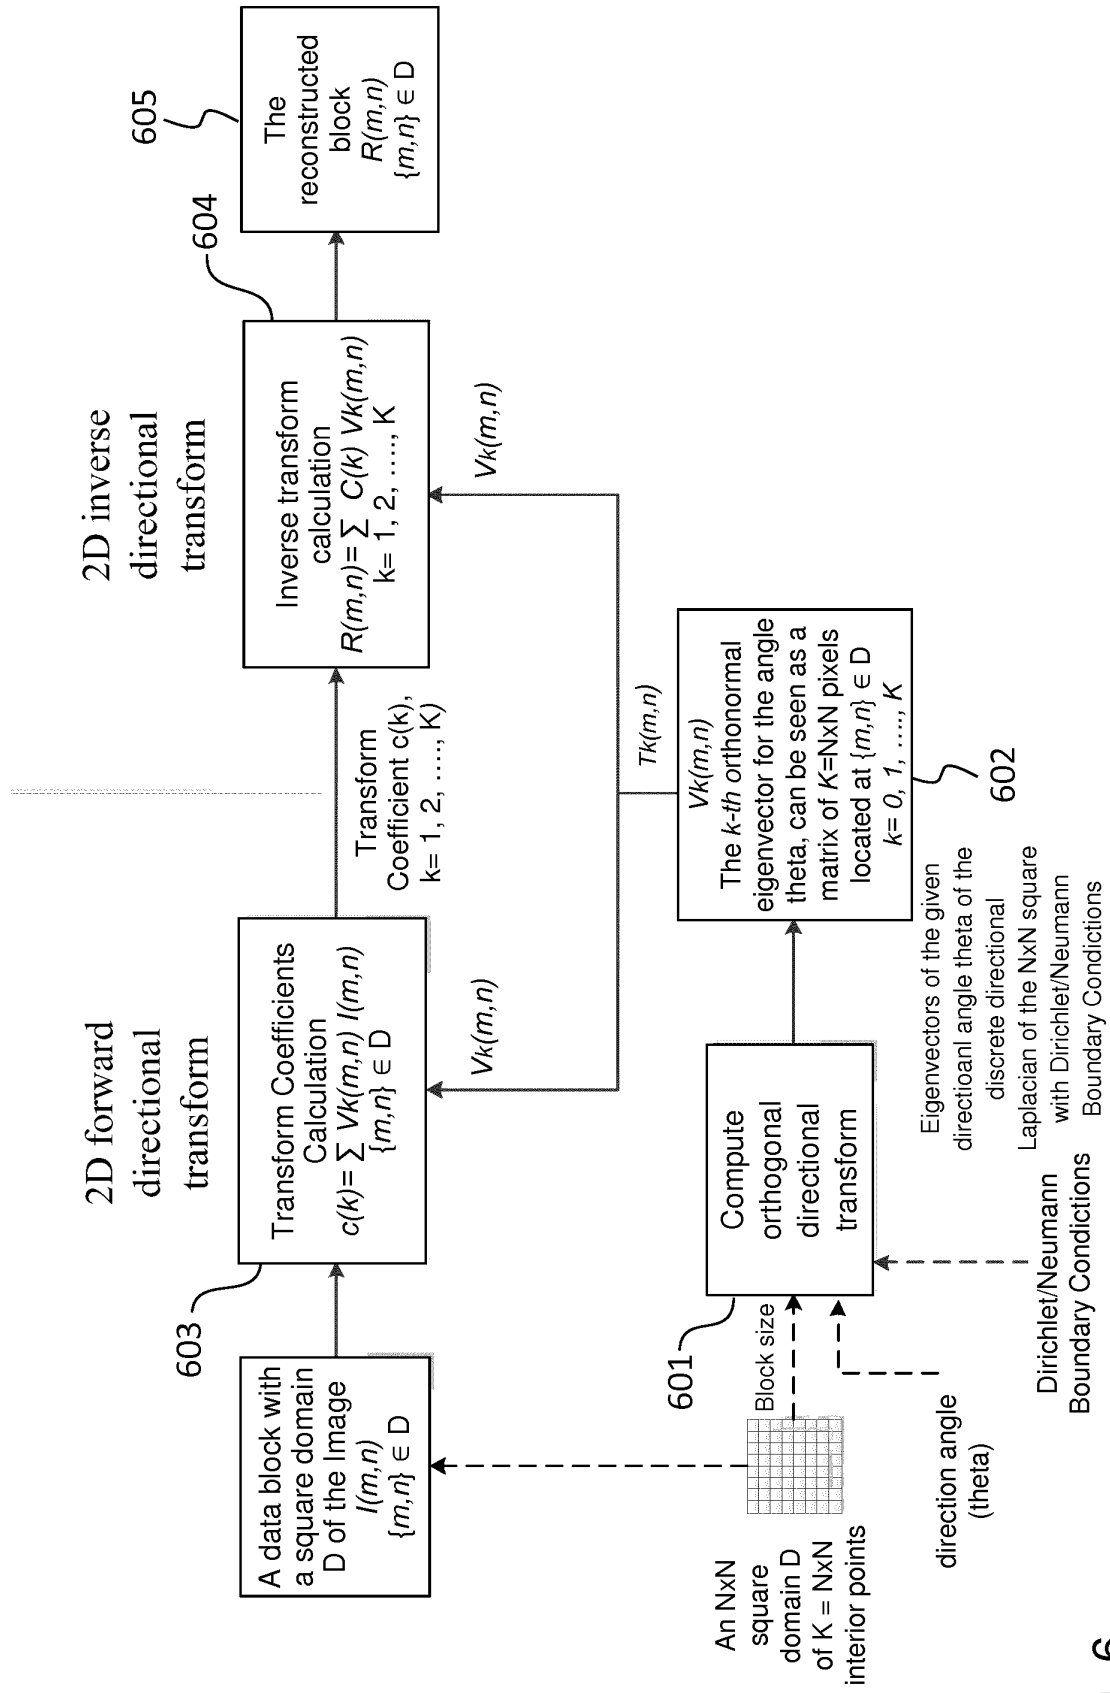 2D forward
directional
transform
2D inverse
directional
transform
A data block with
a square domain
D of the Image
I(m,n)
{m,n} ∈ D
603
Transform Coefficients
Calculation
c(k)= ∑ Vk(m,n) I(m,n)
{m,n} ∈ D
Transform
Coefficient c(k),
k= 1, 2, ...., K)
604
Inverse transform
calculation
R(m,n)= ∑ C(k) Vk(m,n)
k= 1, 2, ...., K
605
The
reconstructed
block
R(m,n)
{m,n} ∈ D
Vk(m,n)
Vk(m,n)
Tk(m,n)
An NxN
square
domain D
of K = NxN
interior points
Block size
601
Compute
orthogonal
directional
transform
Vk(m,n)
The k-th orthonormal
eigenvector for the angle
theta, can be seen as a
matrix of K=NxN pixels
located at {m,n} ∈ D
k= 0, 1, ...., K
602
direction angle
(theta)
Dirichlet/Neumann
Boundary Condictions
Eigenvectors of the given
directioanl angle theta of the
discrete directional
Laplacian of the NxN square
with Dirichlet/Neumann
Boundary Condictions